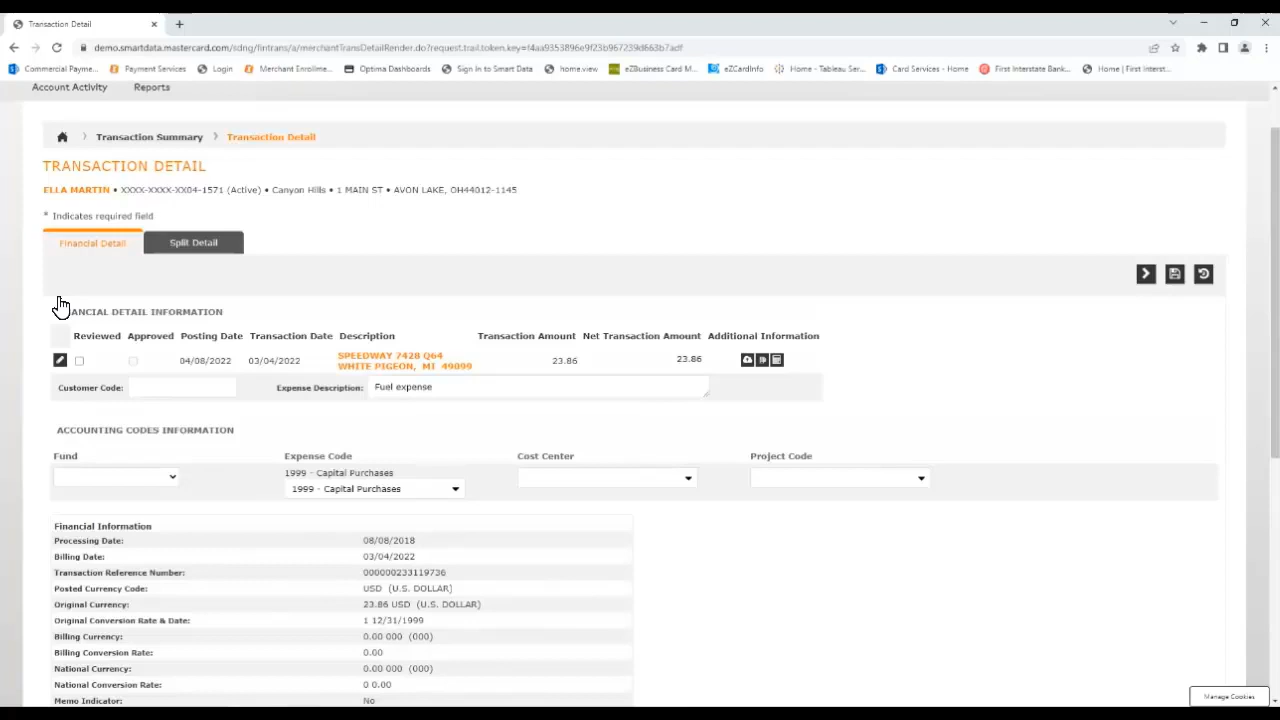 Transaction Detail
demo.smartdata.mastercard.com/sdng/fintrans/a/merchantTransDetailRender.do?request.trail.token.key=f4aa9353896e9f23b967239d663b7adf
Commercial Payme... Payment Services Login Merchant Enrollme... Optima Dashboards Sign In to Smart Data home.view eZBusiness Card M... eZCardInfo Home - Tableau Ser... Card Services - Home First Interstate Bank... Home | First Interst...
Account Activity Reports
Transaction Summary Transaction Detail
TRANSACTION DETAIL
ELLA MARTIN • XXXX-XXXX-XX04-1571 (Active) • Canyon Hills • 1 MAIN ST • AVON LAKE, OH44012-1145
* Indicates required field
Financial Detail Split Detail
NANCIAL DETAIL INFORMATION
Reviewed Approved Posting Date Transaction Date Description Transaction Amount Net Transaction Amount Additional Information
04/08/2022 03/04/2022 SPEEDWAY 7428 Q64 23.86 23.86
WHITE PIGEON, MI 49099
Customer Code: Expense Description: Fuel expense
ACCOUNTING CODES INFORMATION
Fund Expense Code Cost Center Project Code
1999 - Capital Purchases
1999 - Capital Purchases
Financial Information
Processing Date: 08/08/2018
Billing Date: 03/04/2022
Transaction Reference Number: 000000233119736
Posted Currency Code: USD (U.S. DOLLAR)
Original Currency: 23.86 USD (U.S. DOLLAR)
Original Conversion Rate & Date: 1 12/31/1999
Billing Currency: 0.00 000 (000)
Billing Conversion Rate: 0.00
National Currency: 0.00 000 (000)
National Conversion Rate: 0 0.00
Memo Indicator: No
Manage Cookies